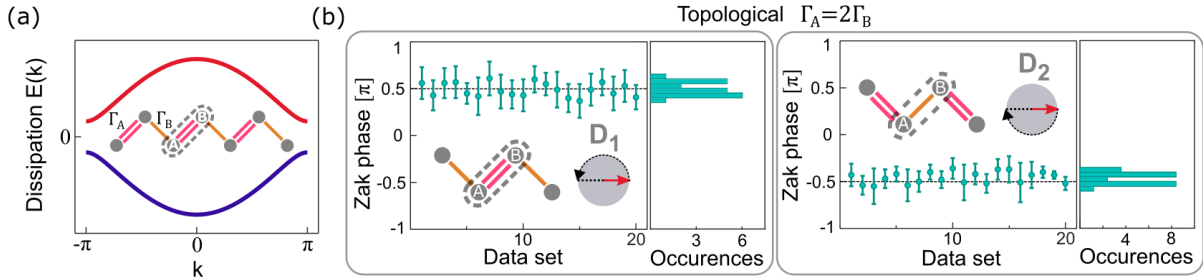 (a)
Dissipation E(k)
0
Γ_A
Γ_B
A
B
-π
0
π
k
(b)
Topological Γ_A=2Γ_B
Zak phase [π]
1
0.5
0
-0.5
-1
A
B
D_1
10
20
Data set
3
6
Occurences
Zak phase [π]
1
0.5
0
-0.5
-1
A
B
D_2
10
20
Data set
4
8
Occurences